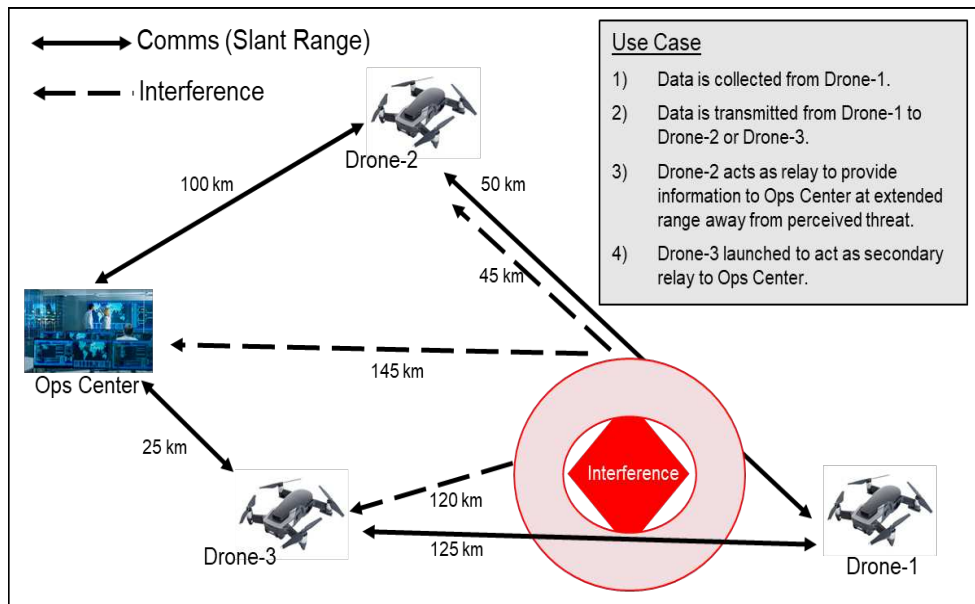 Comms (Slant Range)
Interference
Use Case
1) Data is collected from Drone-1.
2) Data is transmitted from Drone-1 to
Drone-2 or Drone-3.
3) Drone-2 acts as relay to provide
information to Ops Center at extended
range away from perceived threat.
4) Drone-3 launched to act as secondary
relay to Ops Center.
Drone-2
100 km
50 km
45 km
145 km
Ops Center
25 km
Interference
120 km
125 km
Drone-3
Drone-1